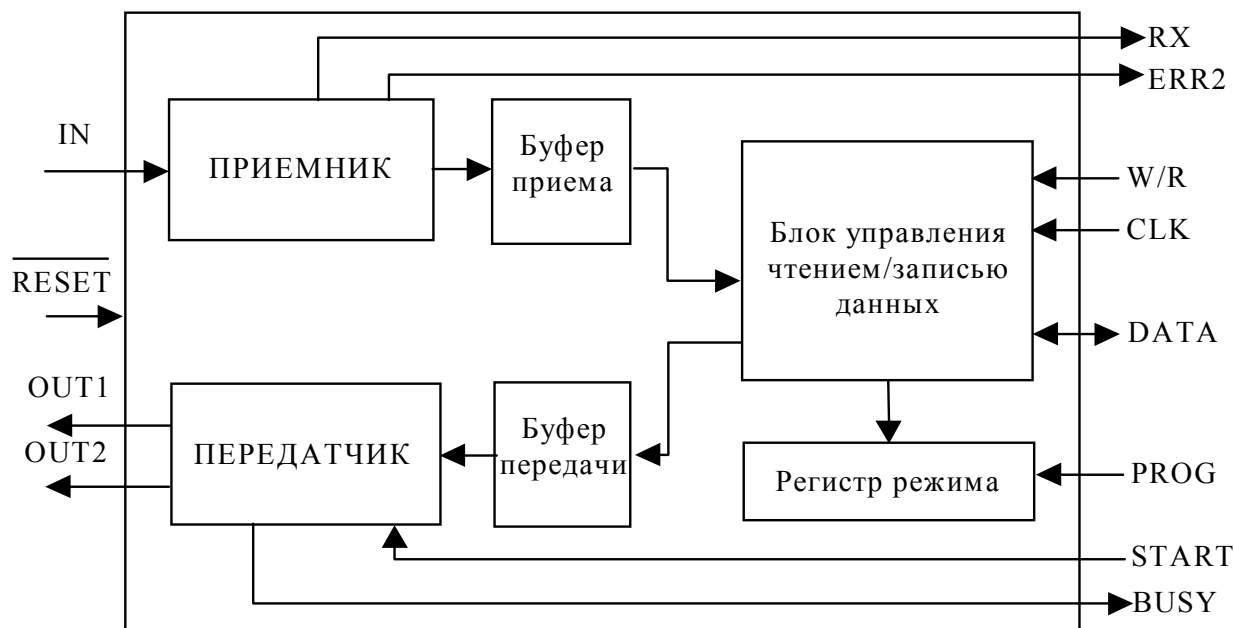 RX
ERR2
IN
ПРИЕМНИК
Буфер
приема
W/R
CLK
Блок управления
чтением/записью
данных
RESET
DATA
OUT1
OUT2
ПЕРЕДАТЧИК
Буфер
передачи
Регистр режима
PROG
START
BUSY